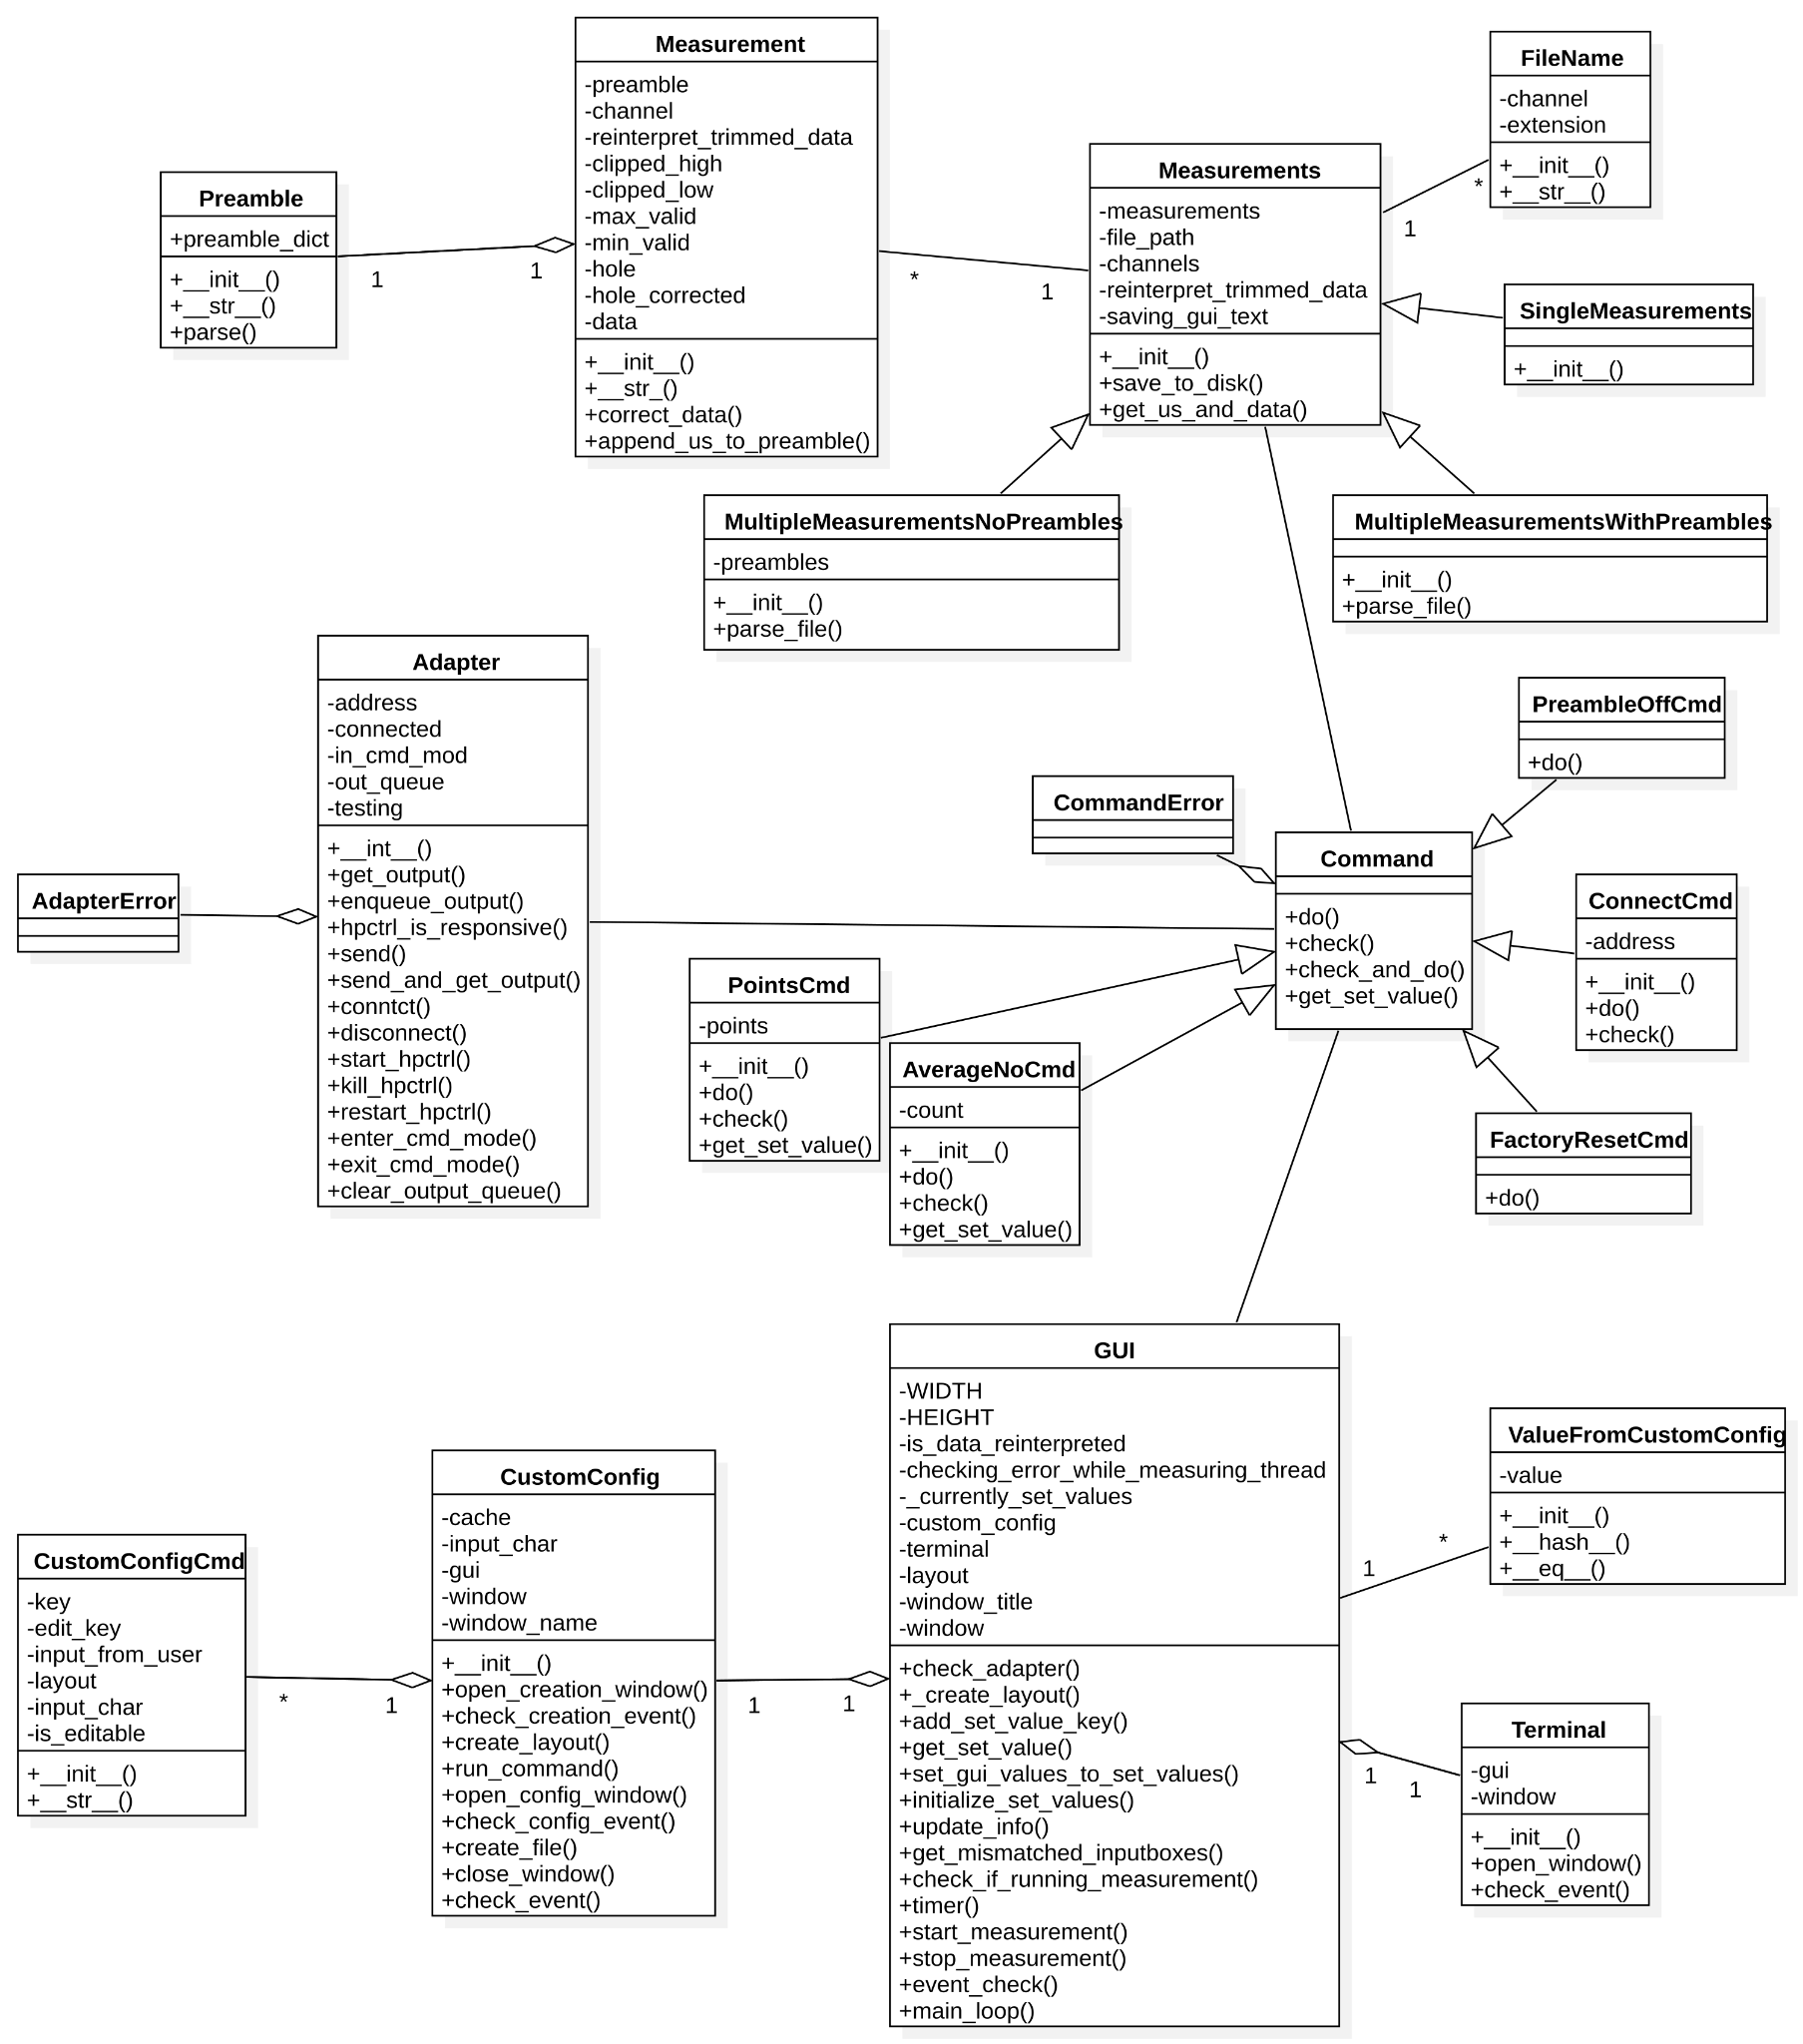 Measurement
-preamble
-channel
-reinterpret_trimmed_data
-clipped_high
-clipped_low
-max_valid
-min_valid
-hole
-hole_corrected
-data
+__init__()
+__str_()
+correct_data()
+append_us_to_preamble()
FileName
-channel
-extension
+__init__()
+__str__()
Measurements
-measurements
-file_path
-channels
-reinterpret_trimmed_data
-saving_gui_text
+__init__()
+save_to_disk()
+get_us_and_data()
*
1
Preamble
+preamble_dict
+__init__()
+__str__()
+parse()
1
1
*
1
SingleMeasurements
+__init__()
MultipleMeasurementsNoPreambles
-preambles
+__init__()
+parse_file()
MultipleMeasurementsWithPreambles
+__init__()
+parse_file()
Adapter
-address
-connected
-in_cmd_mod
-out_queue
-testing
+__int__()
+get_output()
+enqueue_output()
+hpctrl_is_responsive()
+send()
+send_and_get_output()
+conntct()
+disconnect()
+start_hpctrl()
+kill_hpctrl()
+restart_hpctrl()
+enter_cmd_mode()
+exit_cmd_mode()
+clear_output_queue()
PreambleOffCmd
+do()
CommandError
Command
+do()
+check()
+check_and_do()
+get_set_value()
AdapterError
ConnectCmd
-address
+__init__()
+do()
+check()
PointsCmd
-points
+__init__()
+do()
+check()
+get_set_value()
AverageNoCmd
-count
+__init__()
+do()
+check()
+get_set_value()
FactoryResetCmd
+do()
GUI
-WIDTH
-HEIGHT
-is_data_reinterpreted
-checking_error_while_measuring_thread
-_currently_set_values
-custom_config
-terminal
-layout
-window_title
-window
+check_adapter()
+_create_layout()
+add_set_value_key()
+get_set_value()
+set_gui_values_to_set_values()
+initialize_set_values()
+update_info()
+get_mismatched_inputboxes()
+check_if_running_measurement()
+timer()
+start_measurement()
+stop_measurement()
+event_check()
+main_loop()
ValueFromCustomConfig
-value
+__init__()
+__hash__()
+__eq__()
*
1
CustomConfig
-cache
-input_char
-gui
-window
-window_name
+__init__()
+open_creation_window()
+check_creation_event()
+create_layout()
+run_command()
+open_config_window()
+check_config_event()
+create_file()
+close_window()
+check_event()
CustomConfigCmd
-key
-edit_key
-input_from_user
-layout
-input_char
-is_editable
+__init__()
+__str__()
*
1
1
1
Terminal
-gui
-window
+__init__()
+open_window()
+check_event()
1
1